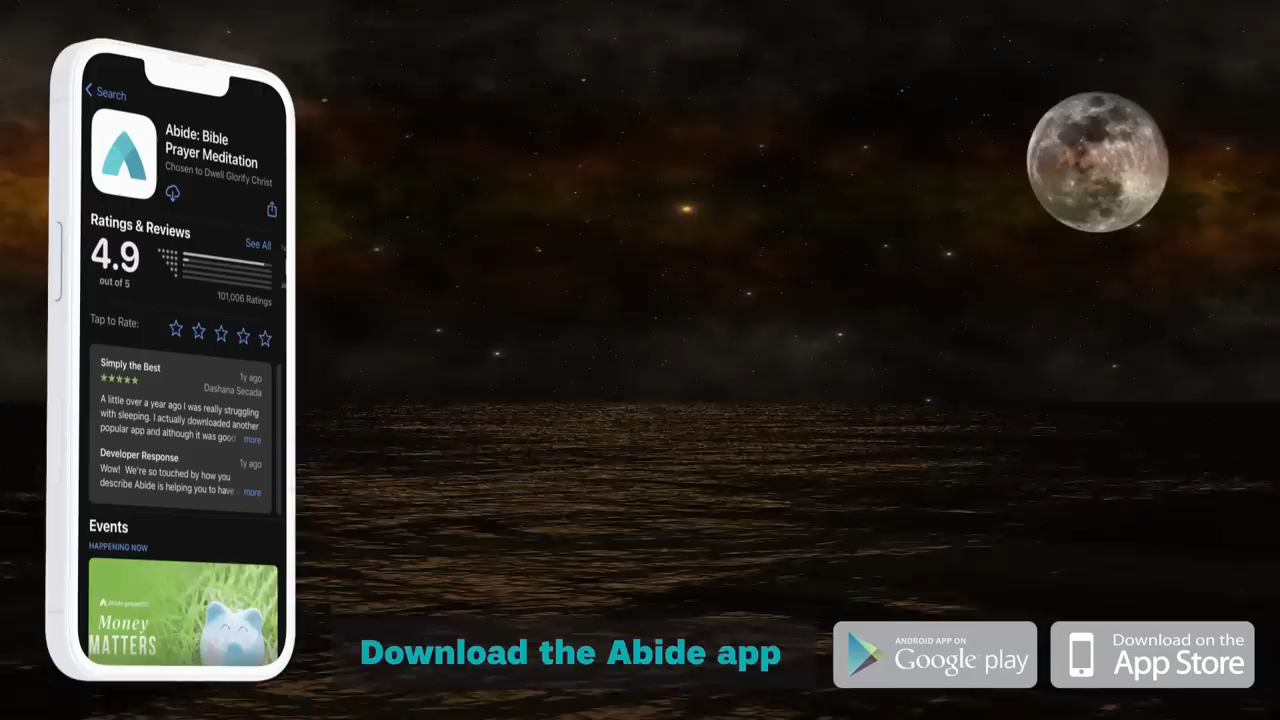 Search
Abide: Bible
Prayer Meditation
Chosen to Dwell Glorify Christ
Ratings & Reviews
See All
4.9
out of 5
101,006 Ratings
Tap to Rate:
Simply the Best
1y ago
Dashana Secada
A little over a year ago I was really struggling
with sleeping. I actually downloaded another
popular app and although it was good
more
Developer Response
1y ago
Wow! We're so touched by how you
describe Abide is helping you to have
more
Events
HAPPENING NOW
Abide presents
Money
MATTERS
Download the Abide app
ANDROID APP ON
Google play
Download on the
App Store